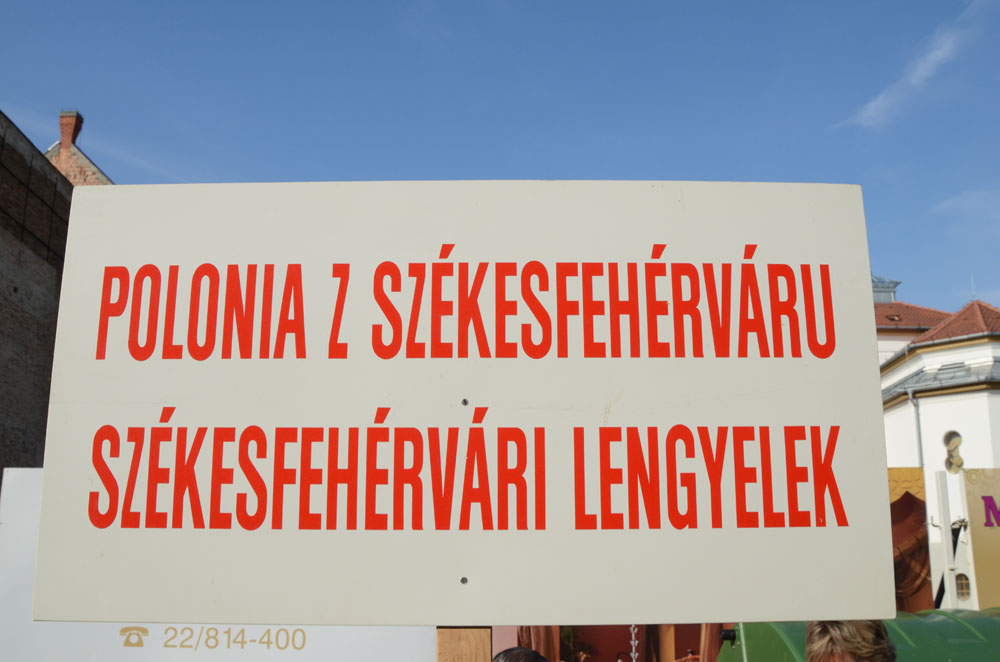 POLONIA Z SZÉKESFEHÉRVÁRU
SZÉKESFEHÉRVÁRI LENGYELEK
22/814-400